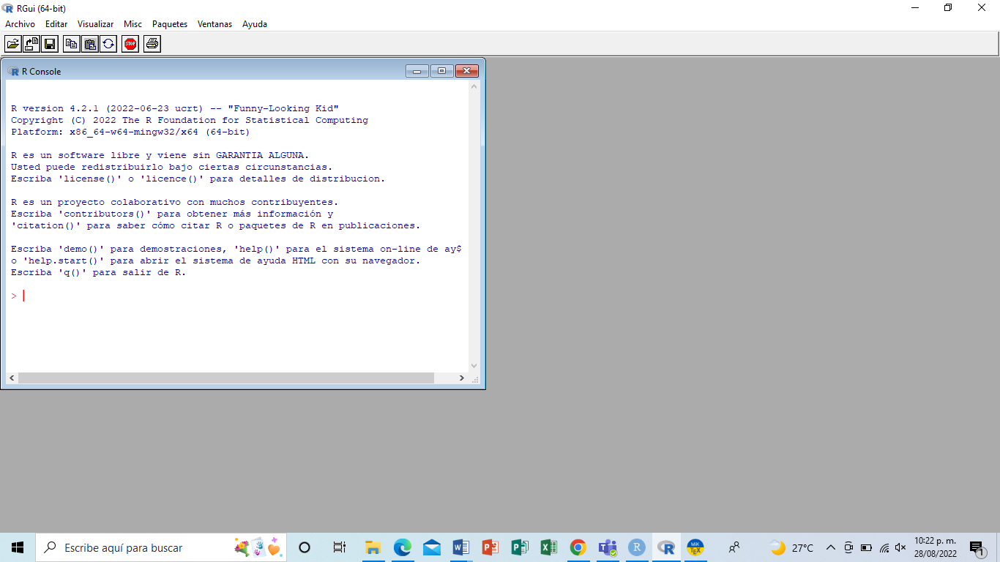 RGui (64-bit)
Archivo Editar Visualizar Misc Paquetes Ventanas Ayuda
STOP
R Console
R version 4.2.1 (2022-06-23 ucrt) -- "Funny-Looking Kid"
Copyright (C) 2022 The R Foundation for Statistical Computing
Platform: x86_64-w64-mingw32/x64 (64-bit)
R es un software libre y viene sin GARANTIA ALGUNA.
Usted puede redistribuirlo bajo ciertas circunstancias.
Escriba 'license()' o 'licence()' para detalles de distribucion.
R es un proyecto colaborativo con muchos contribuyentes.
Escriba 'contributors()' para obtener más información y
'citation()' para saber cómo citar R o paquetes de R en publicaciones.
Escriba 'demo()' para demostraciones, 'help()' para el sistema on-line de ay$
o 'help.start()' para abrir el sistema de ayuda HTML con su navegador.
Escriba 'q()' para salir de R.
>
Escribe aquí para buscar
27°C
10:22 p. m.
28/08/2022
1